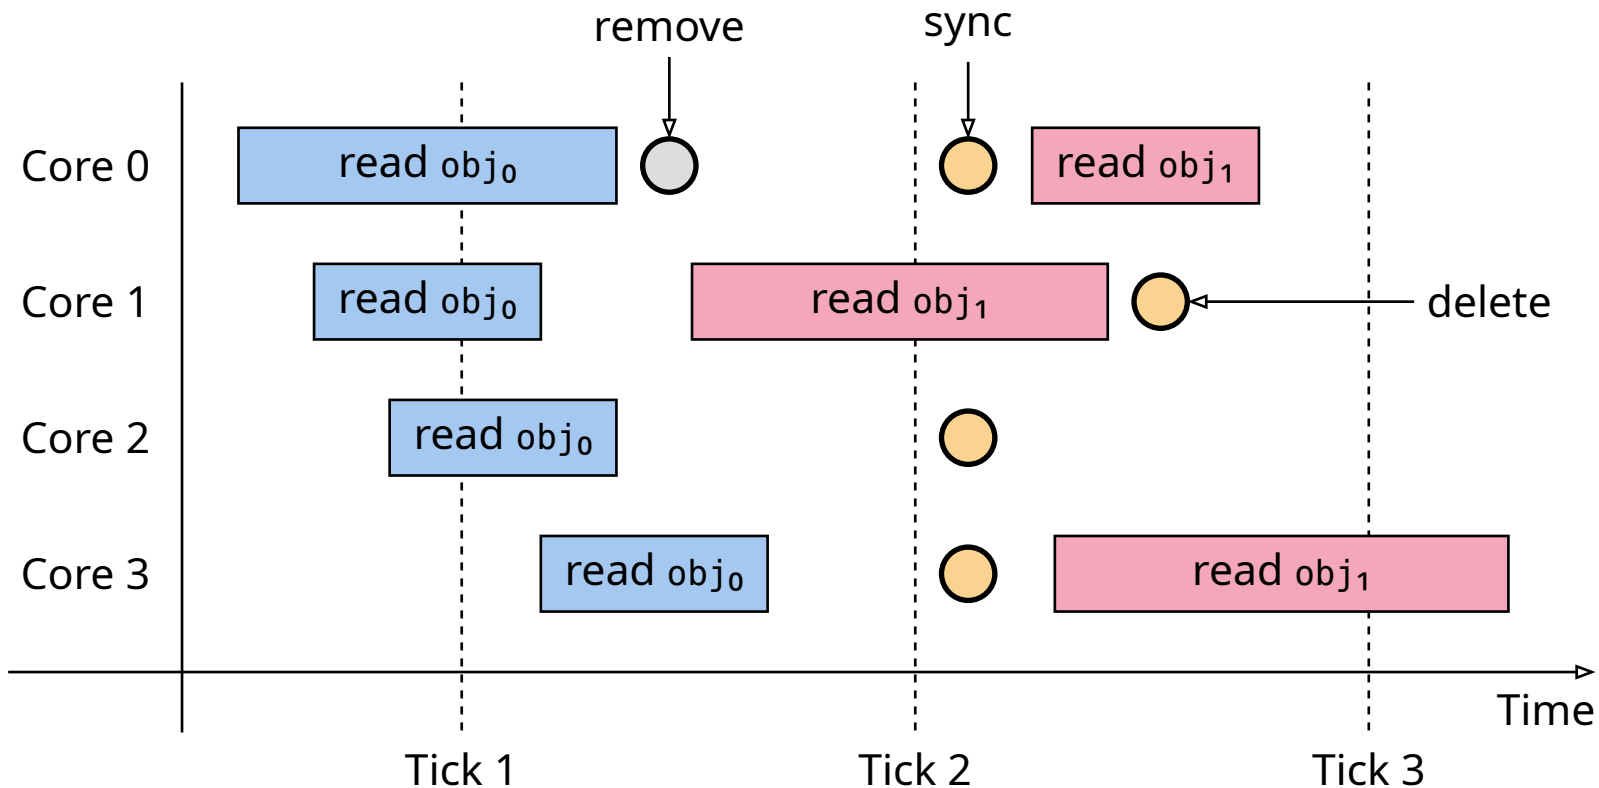 remove
sync
Core 0
read obj₀
read obj₁
Core 1
read obj₀
read obj₁
delete
Core 2
read obj₀
Core 3
read obj₀
read obj₁
Time
Tick 1
Tick 2
Tick 3